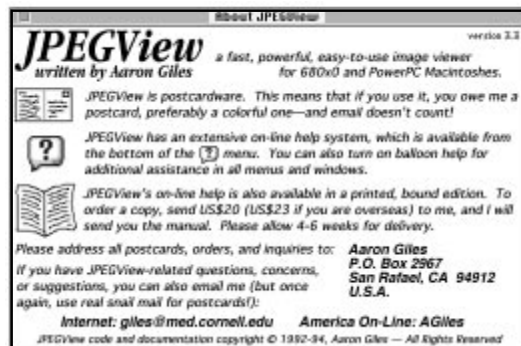 About JPEGView
JPEGView
version 3.3
a fast, powerful, easy-to-use image viewer
written by Aaron Giles
for 680x0 and PowerPC Macintoshes.
JPEGView is postcardware. This means that if you use it, you owe me a
postcard, preferably a colorful one—and email doesn't count!
JPEGView has an extensive on-line help system, which is available from
the bottom of the ? menu. You can also turn on balloon help for
additional assistance in all menus and windows.
JPEGView's on-line help is also available in a printed, bound edition. To
order a copy, send US$20 (US$23 if you are overseas) to me, and I will
send you the manual. Please allow 4-6 weeks for delivery.
Please address all postcards, orders, and inquiries to:
Aaron Giles
P.O. Box 2967
San Rafael, CA 94912
U.S.A.
If you have JPEGView-related questions, concerns,
or suggestions, you can also email me (but once
again, use real snail mail for postcards!):
Internet: giles@med.cornell.edu America On-Line: AGiles
JPEGView code and documentation copyright © 1992-94, Aaron Giles — All Rights Reserved